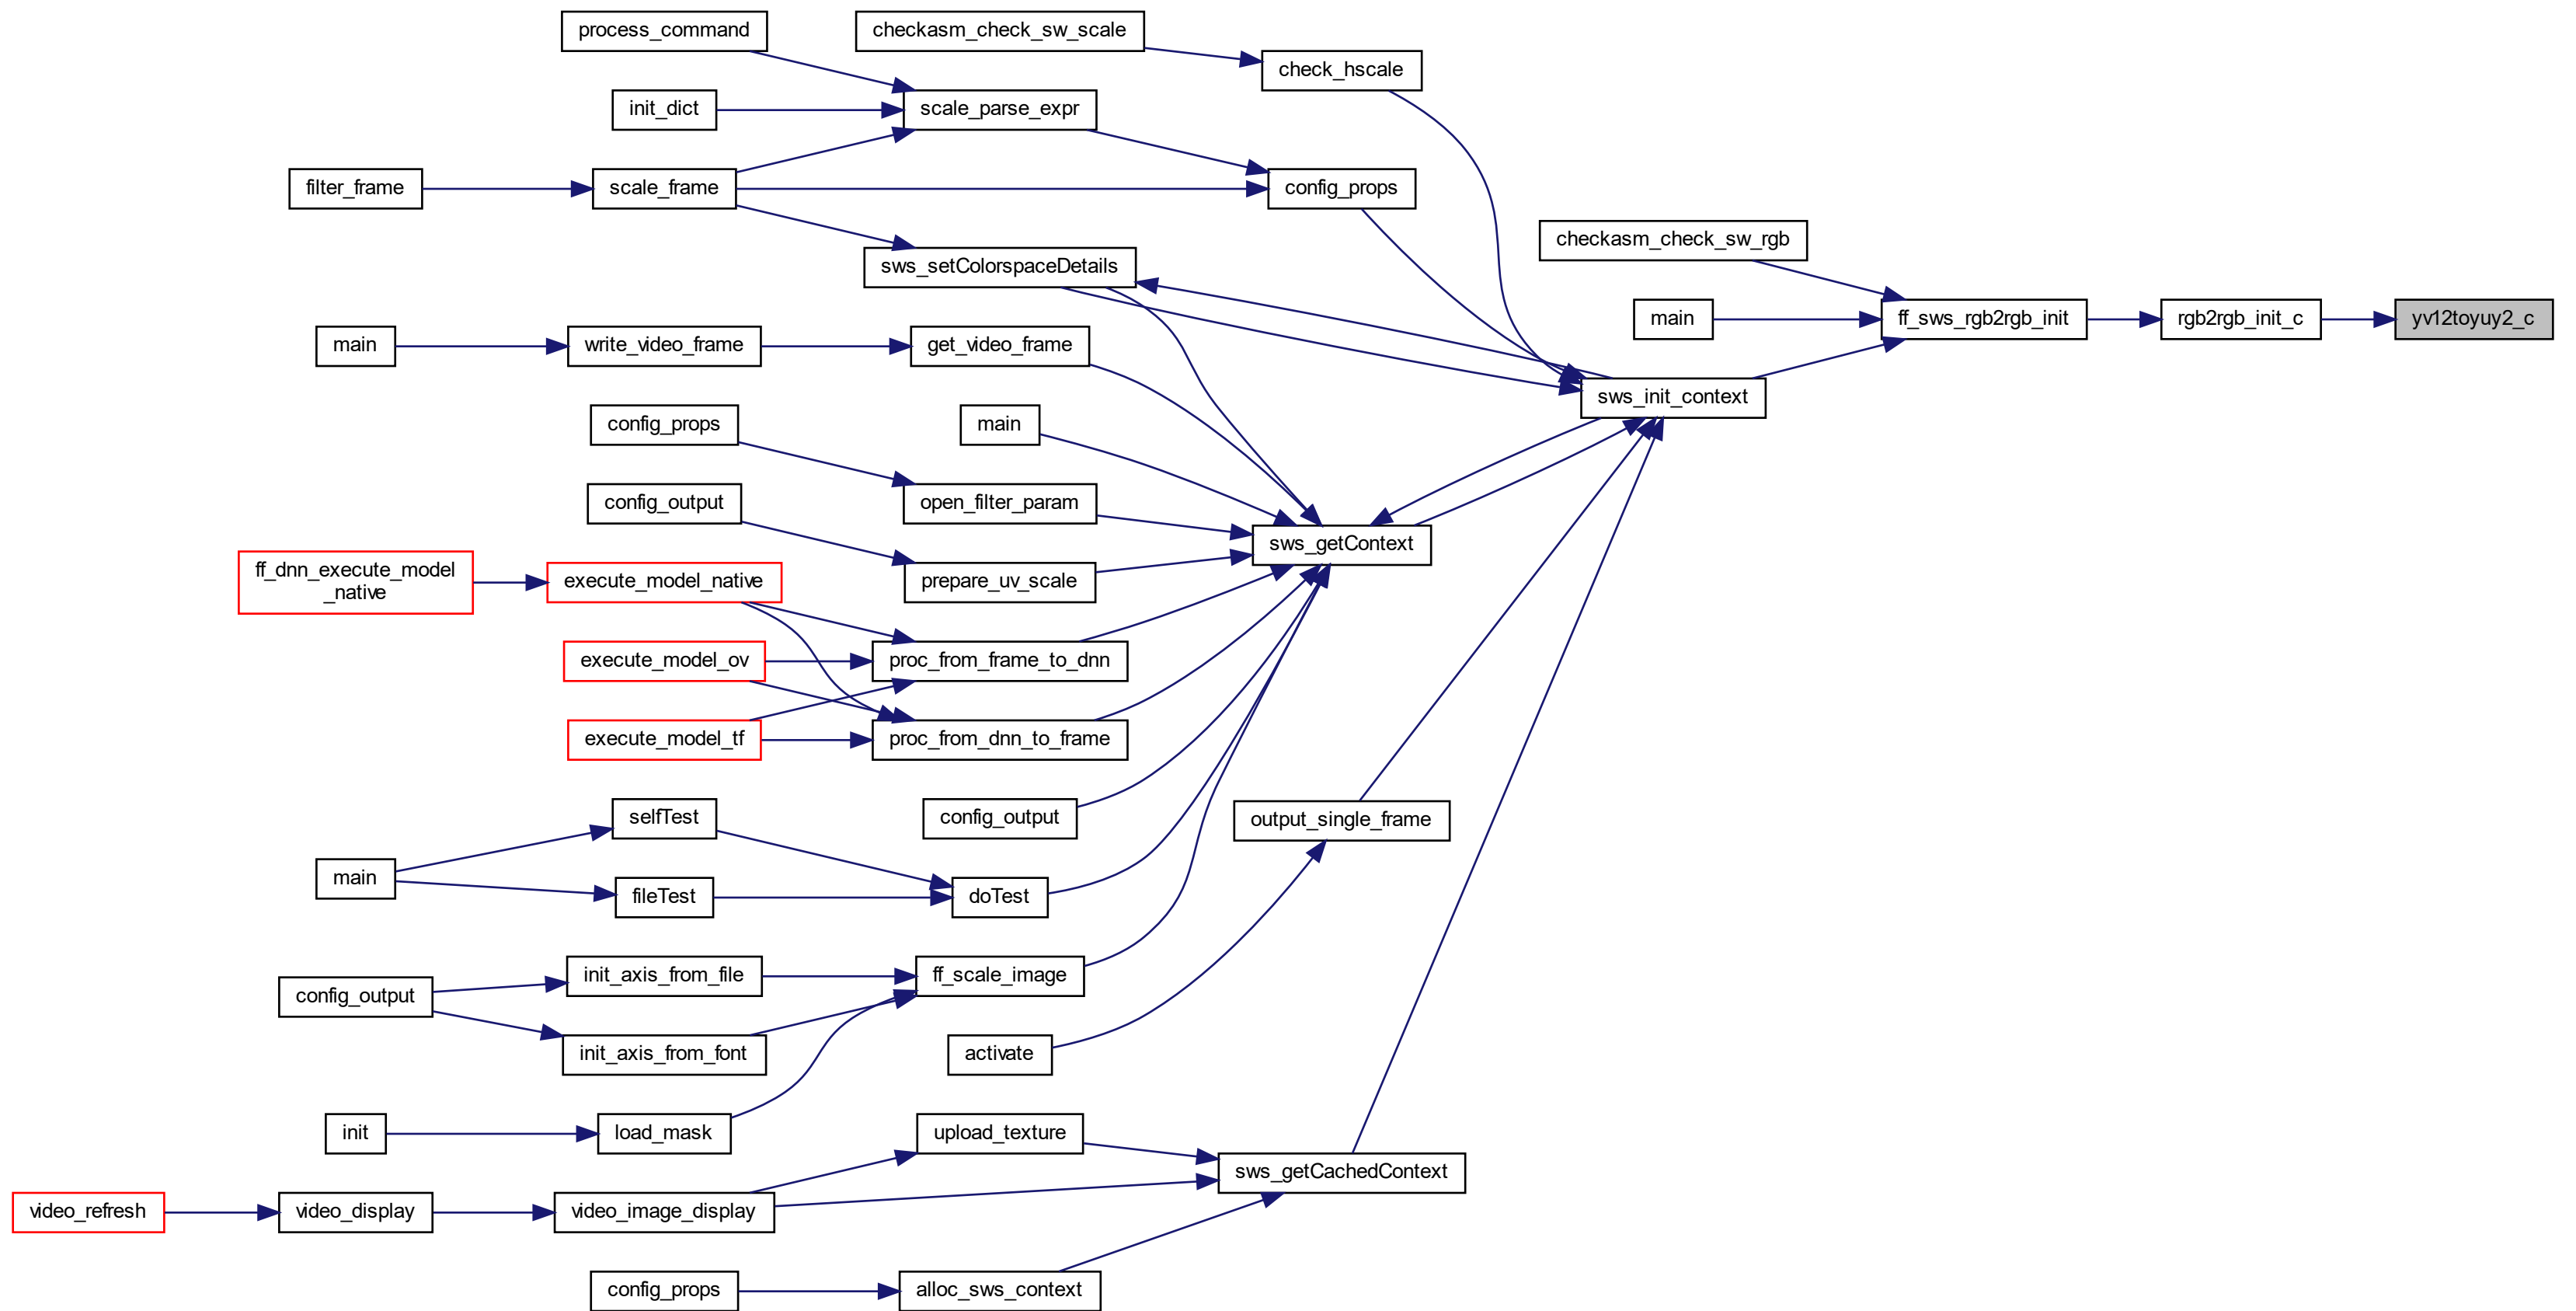 process_command
checkasm_check_sw_scale
check_hscale
init_dict
scale_parse_expr
filter_frame
scale_frame
config_props
checkasm_check_sw_rgb
sws_setColorspaceDetails
main
ff_sws_rgb2rgb_init
rgb2rgb_init_c
yv12toyuy2_c
main
write_video_frame
get_video_frame
sws_init_context
config_props
main
config_output
open_filter_param
sws_getContext
ff_dnn_execute_model
_native
execute_model_native
prepare_uv_scale
execute_model_ov
proc_from_frame_to_dnn
execute_model_tf
proc_from_dnn_to_frame
selfTest
config_output
output_single_frame
main
fileTest
doTest
config_output
init_axis_from_file
ff_scale_image
init_axis_from_font
activate
init
load_mask
upload_texture
sws_getCachedContext
video_refresh
video_display
video_image_display
config_props
alloc_sws_context